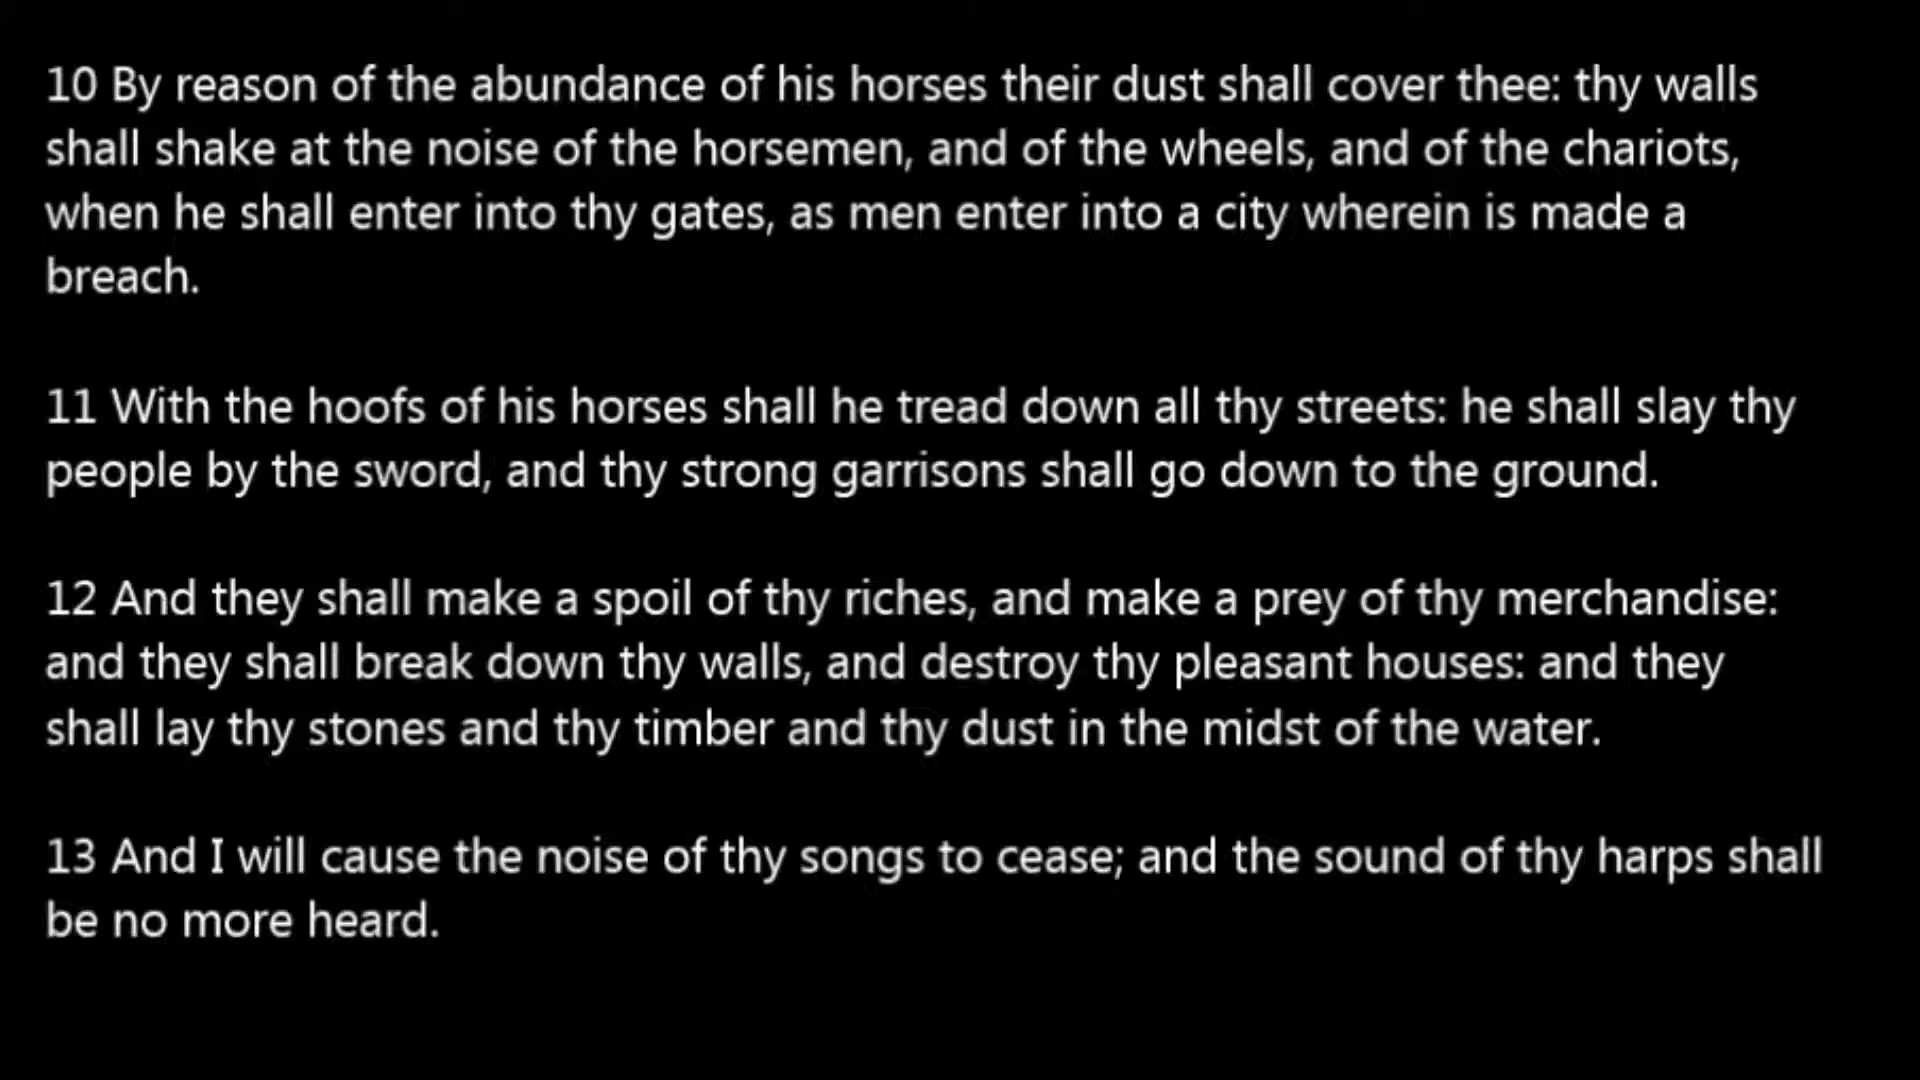 10 By reason of the abundance of his horses their dust shall cover thee: thy walls
shall shake at the noise of the horsemen, and of the wheels, and of the chariots,
when he shall enter into thy gates, as men enter into a city wherein is made a
breach.
11 With the hoofs of his horses shall he tread down all thy streets: he shall slay thy
people by the sword, and thy strong garrisons shall go down to the ground.
12 And they shall make a spoil of thy riches, and make a prey of thy merchandise:
and they shall break down thy walls, and destroy thy pleasant houses: and they
shall lay thy stones and thy timber and thy dust in the midst of the water.
13 And I will cause the noise of thy songs to cease; and the sound of thy harps shall
be no more heard.